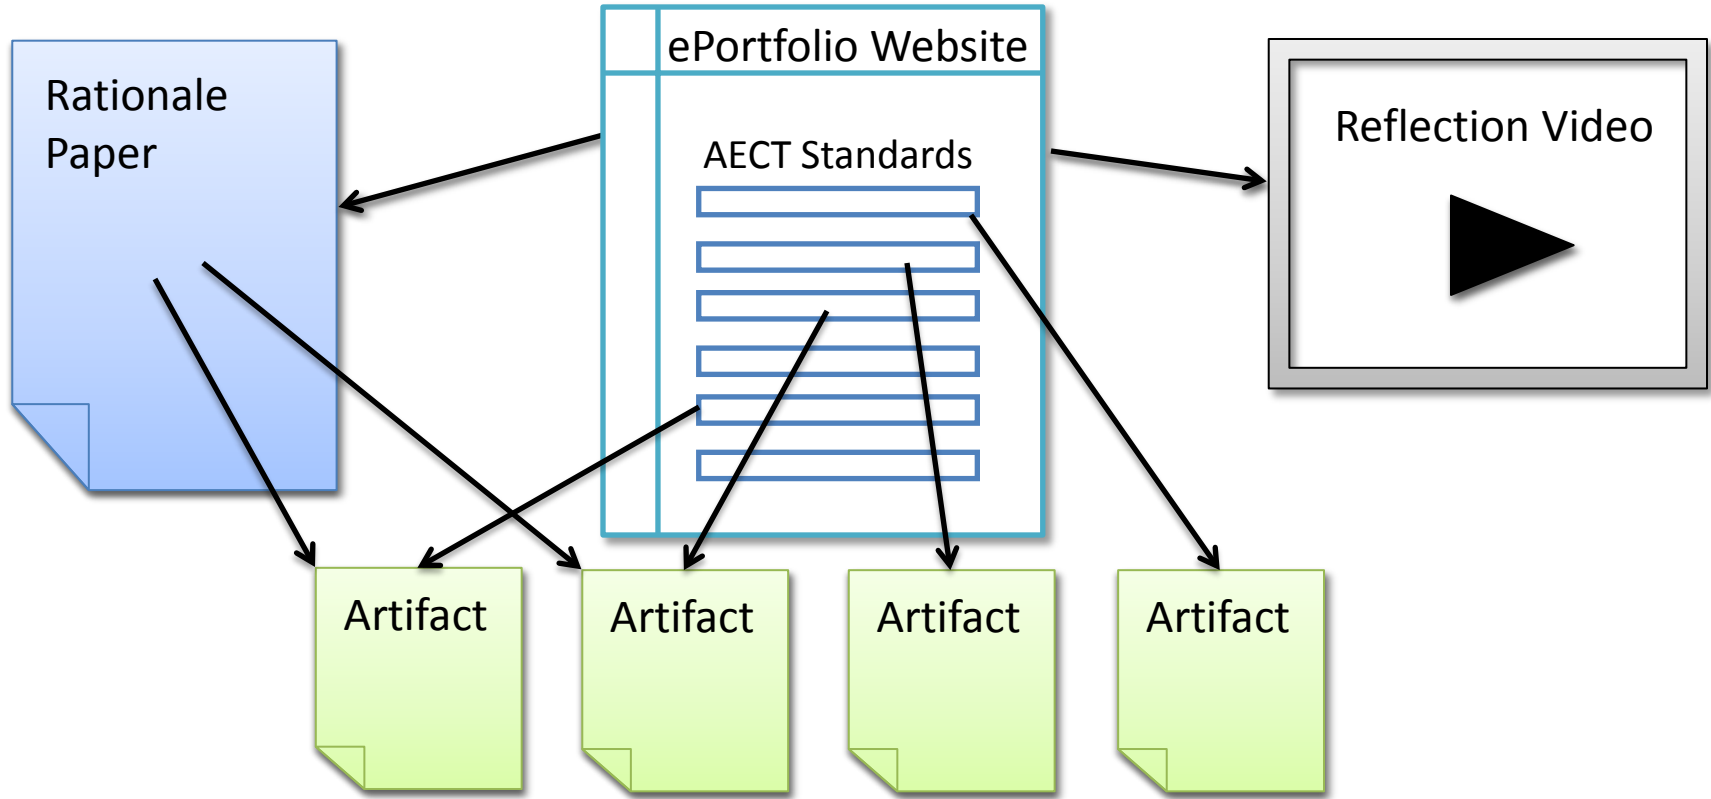 Rationale
Paper
ePortfolio Website
AECT Standards
Reflection Video
Artifact
Artifact
Artifact
Artifact